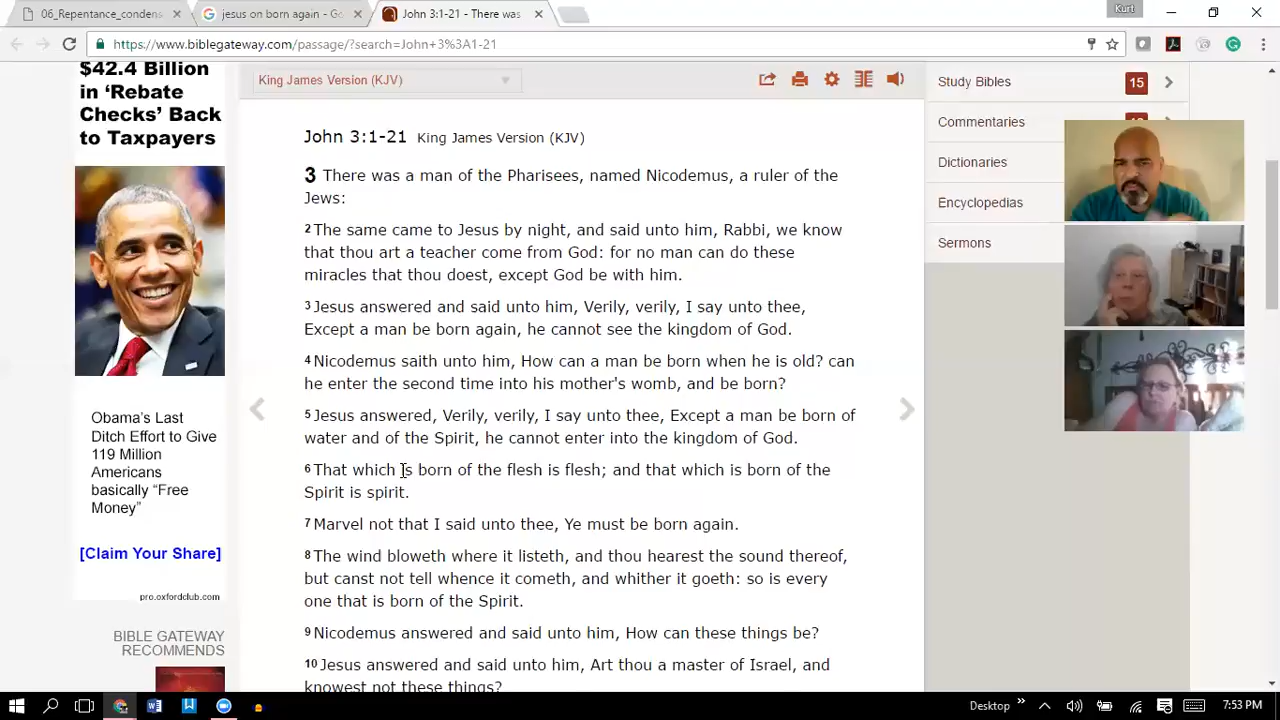 06_Repentance_condens
jesus on born again - Go
John 3:1-21 - There was
Kurt
https://www.biblegateway.com/passage/?search=John+3%3A1-21
$42.4 Billion
in ‘Rebate
Checks’ Back
to Taxpayers
Obama’s Last
Ditch Effort to Give
119 Million
Americans
basically “Free
Money”
[Claim Your Share]
pro.oxfordclub.com
BIBLE GATEWAY
RECOMMENDS
King James Version (KJV)
John 3:1-21 King James Version (KJV)
3 There was a man of the Pharisees, named Nicodemus, a ruler of the
Jews:
2 The same came to Jesus by night, and said unto him, Rabbi, we know
that thou art a teacher come from God: for no man can do these
miracles that thou doest, except God be with him.
3 Jesus answered and said unto him, Verily, verily, I say unto thee,
Except a man be born again, he cannot see the kingdom of God.
4 Nicodemus saith unto him, How can a man be born when he is old? can
he enter the second time into his mother's womb, and be born?
5 Jesus answered, Verily, verily, I say unto thee, Except a man be born of
water and of the Spirit, he cannot enter into the kingdom of God.
6 That which is born of the flesh is flesh; and that which is born of the
Spirit is spirit.
7 Marvel not that I said unto thee, Ye must be born again.
8 The wind bloweth where it listeth, and thou hearest the sound thereof,
but canst not tell whence it cometh, and whither it goeth: so is every
one that is born of the Spirit.
9 Nicodemus answered and said unto him, How can these things be?
10 Jesus answered and said unto him, Art thou a master of Israel, and
knowest not these things?
Study Bibles 15
Commentaries
Dictionaries
Encyclopedias
Sermons
Desktop
7:53 PM